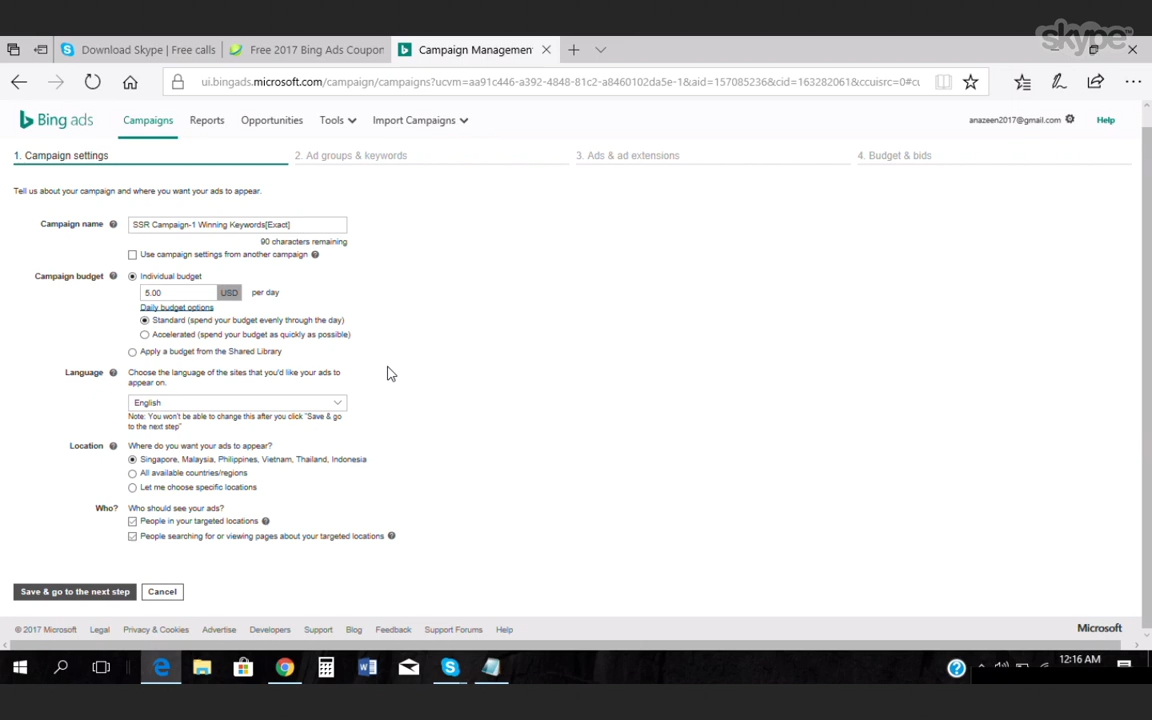 skype™
Download Skype | Free calls
Free 2017 Bing Ads Coupon
Campaign Management
ui.bingads.microsoft.com/campaign/campaigns?ucvm=aa91c446-a392-4848-81c2-a8460102da5e-1&aid=157085236&cid=163282061&ccuisrc=0#cu
Bing ads
Campaigns
Reports
Opportunities
Tools
Import Campaigns
anazeen2017@gmail.com
Help
1. Campaign settings
2. Ad groups & keywords
3. Ads & ad extensions
4. Budget & bids
Tell us about your campaign and where you want your ads to appear.
Campaign name
SSR Campaign-1 Winning Keywords[Exact]
90 characters remaining
Use campaign settings from another campaign
Campaign budget
Individual budget
5.00 USD per day
Daily budget options
Standard (spend your budget evenly through the day)
Accelerated (spend your budget as quickly as possible)
Apply a budget from the Shared Library
Language
Choose the language of the sites that you'd like your ads to
appear on.
English
Note: You won't be able to change this after you click "Save & go
to the next step"
Location
Where do you want your ads to appear?
Singapore, Malaysia, Philippines, Vietnam, Thailand, Indonesia
All available countries/regions
Let me choose specific locations
Who?
Who should see your ads?
People in your targeted locations
People searching for or viewing pages about your targeted locations
Save & go to the next step
Cancel
© 2017 Microsoft
Legal
Privacy & Cookies
Advertise
Developers
Support
Blog
Feedback
Support Forums
Help
Microsoft
12:16 AM